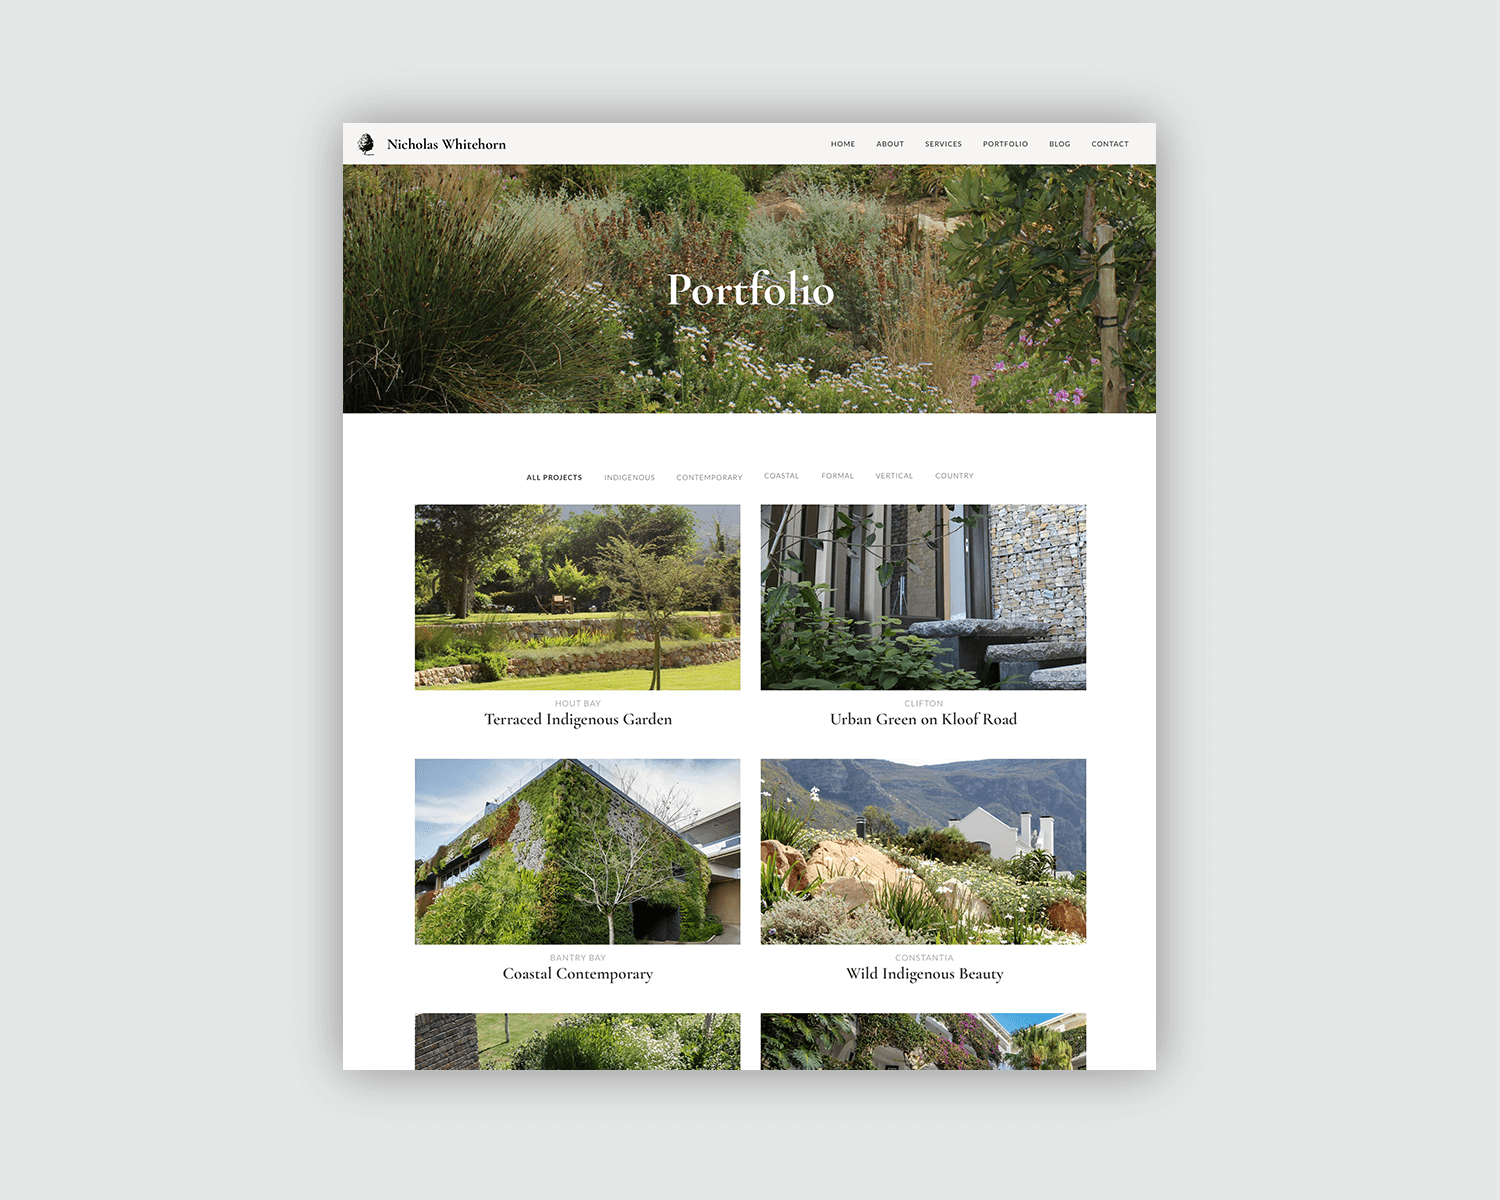 Nicholas Whitehorn
HOME ABOUT SERVICES PORTFOLIO BLOG CONTACT
Portfolio
ALL PROJECTS INDIGENOUS CONTEMPORARY COASTAL FORMAL VERTICAL COUNTRY
HOUT BAY
Terraced Indigenous Garden
CLIFTON
Urban Green on Kloof Road
BANTRY BAY
Coastal Contemporary
CONSTANTIA
Wild Indigenous Beauty